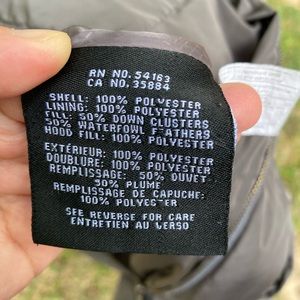 RN NO. 54163
CA NO. 35884
SHELL: 100% POLYESTER
LINING: 100% POLYESTER
FILL: 50% DOWN CLUSTERS
50% WATERFOWL F'ATHERS
HOOD FILL: 100% POLYESTER
EXTÉRIEUR: 100% POLYESTER
DOUBLURE: 100% POLYESTER
REMPLISSAGE: 50% DUVET
50% PLUME
REMPLISSAGE DE CAPUCHE:
100% POLYESTER
SEE REVERSE FOR CARE
ENTRETIEN AU VERSO